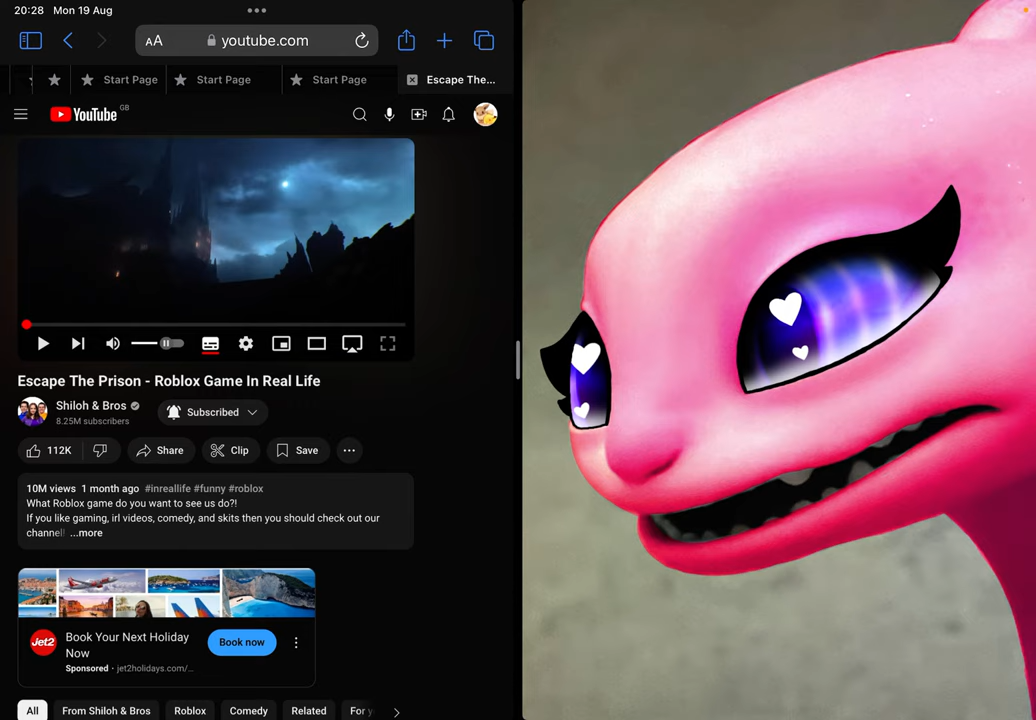 20:28 Mon 19 Aug
AA youtube.com
Start Page
Start Page
Start Page
Escape The...
YouTube GB
Escape The Prison - Roblox Game In Real Life
Shiloh & Bros
8.25M subscribers
Subscribed
112K
Share
Clip
Save
10M views 1 month ago #inreallife #funny #roblox
What Roblox game do you want to see us do?!
If you like gaming, irl videos, comedy, and skits then you should check out our
channel! ...more
Jet2
Book Your Next Holiday
Now
Sponsored · jet2holidays.com/...
Book now
All
From Shiloh & Bros
Roblox
Comedy
Related
For y